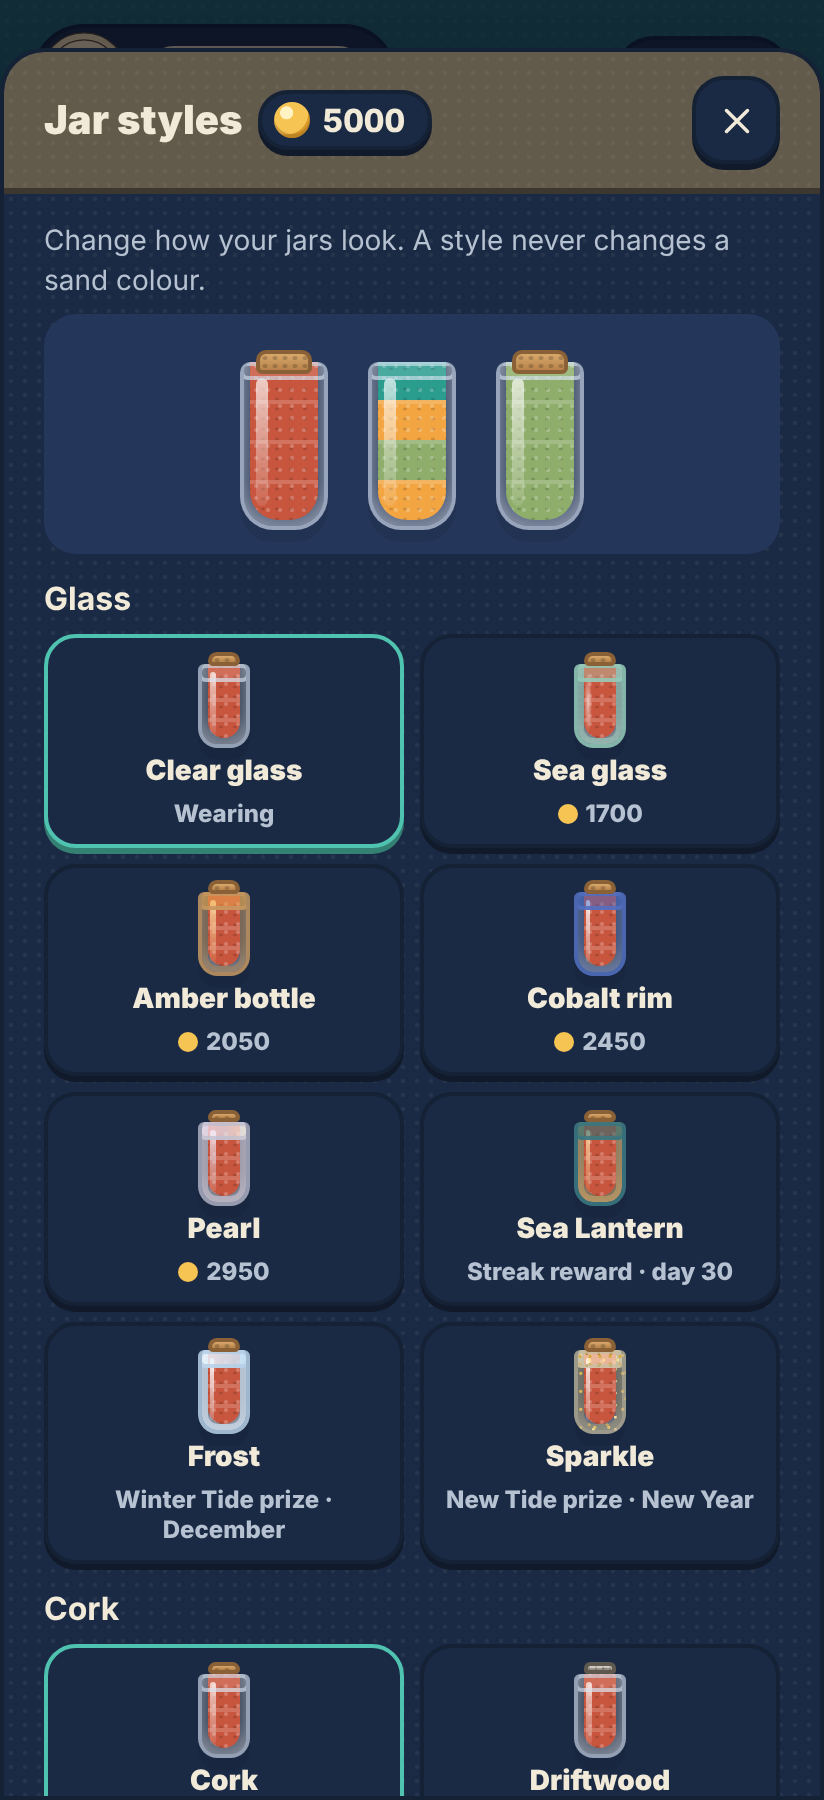 Jar styles
5000
Change how your jars look. A style never changes a
sand colour.
Glass
Clear glass
Wearing
Sea glass
1700
Amber bottle
2050
Cobalt rim
2450
Pearl
2950
Sea Lantern
Streak reward · day 30
Frost
Winter Tide prize ·
December
Sparkle
New Tide prize · New Year
Cork
Cork
Driftwood